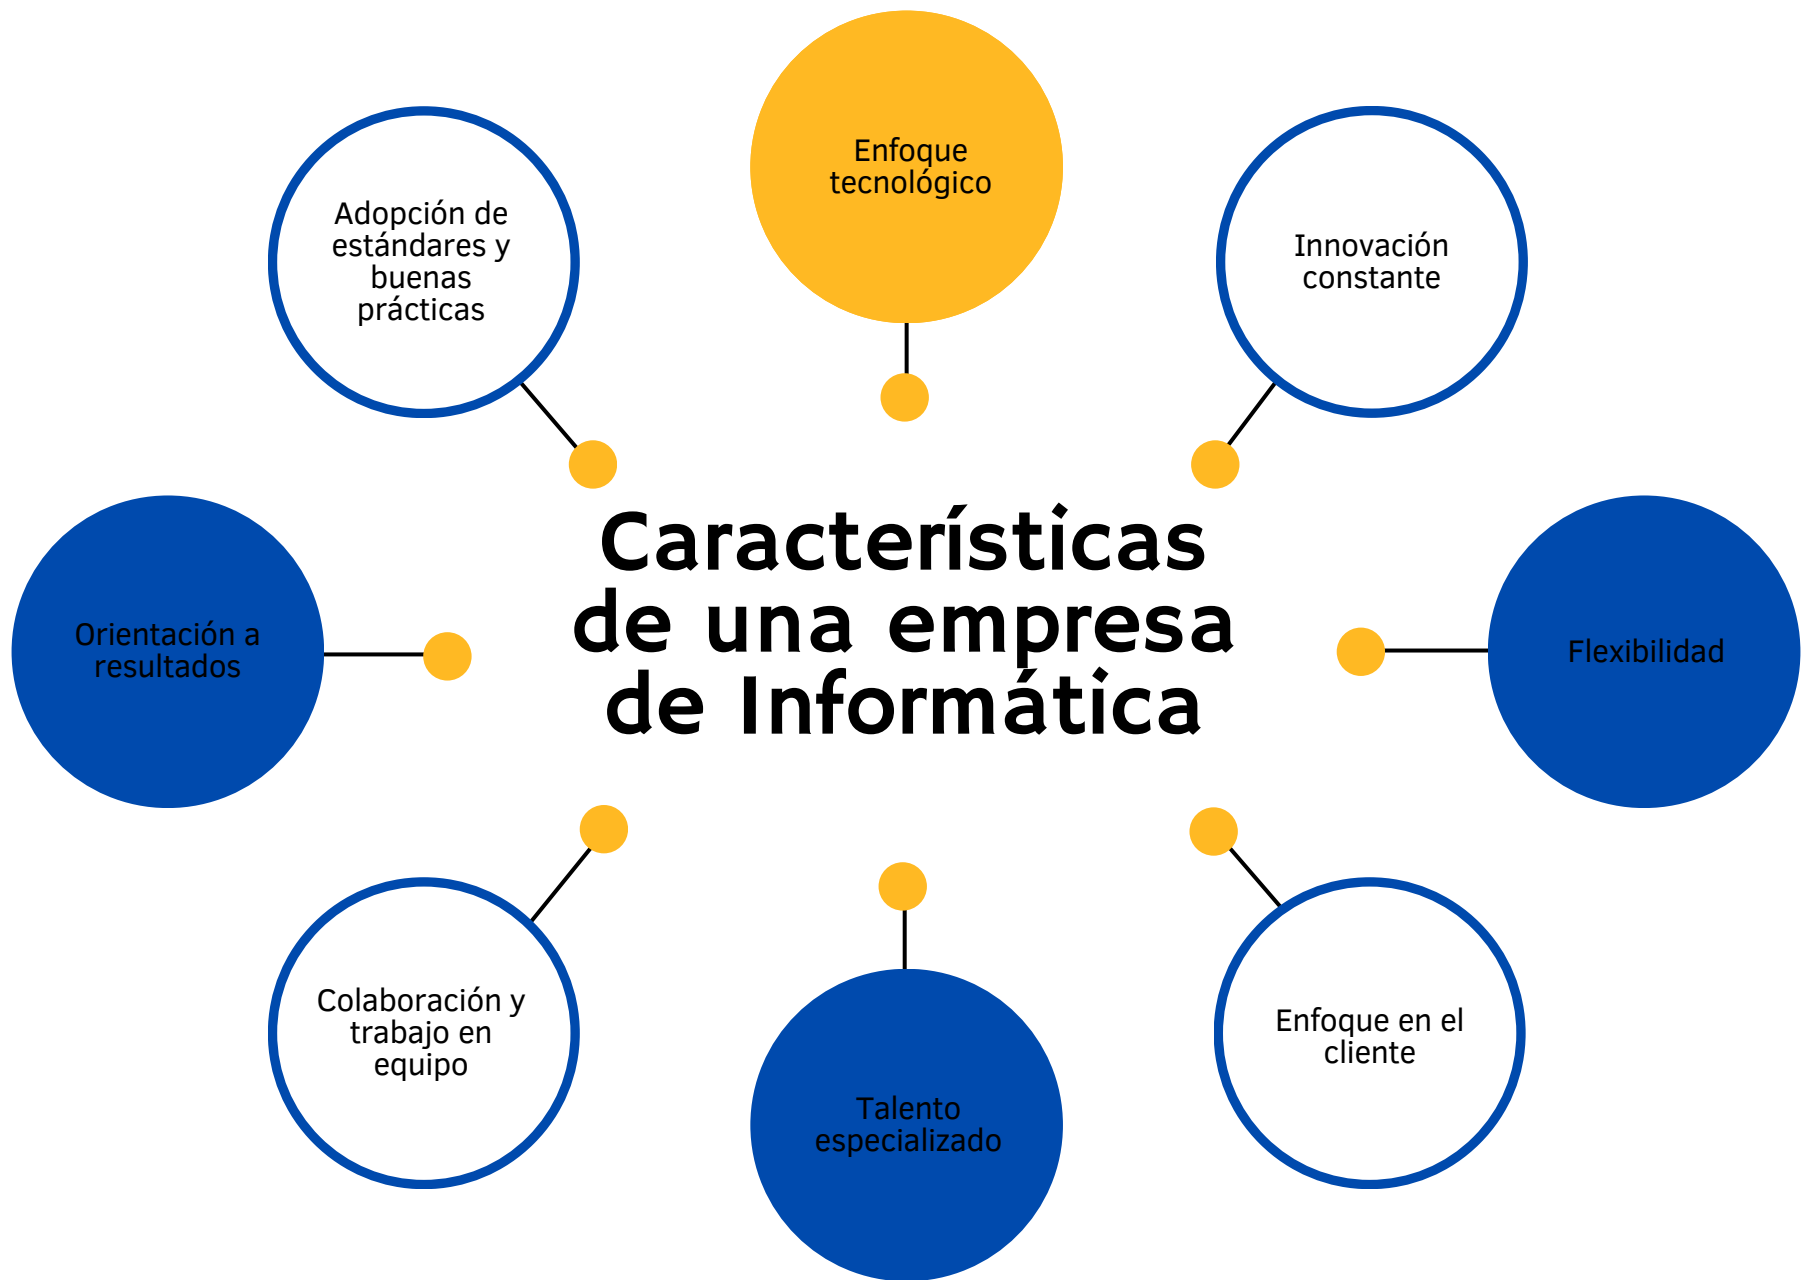 Enfoque
tecnológico
Adopción de
estándares y
buenas
prácticas
Innovación
constante
Características
de una empresa
de Informática
Orientación a
resultados
Flexibilidad
Colaboración y
trabajo en
equipo
Talento
especializado
Enfoque en el
cliente